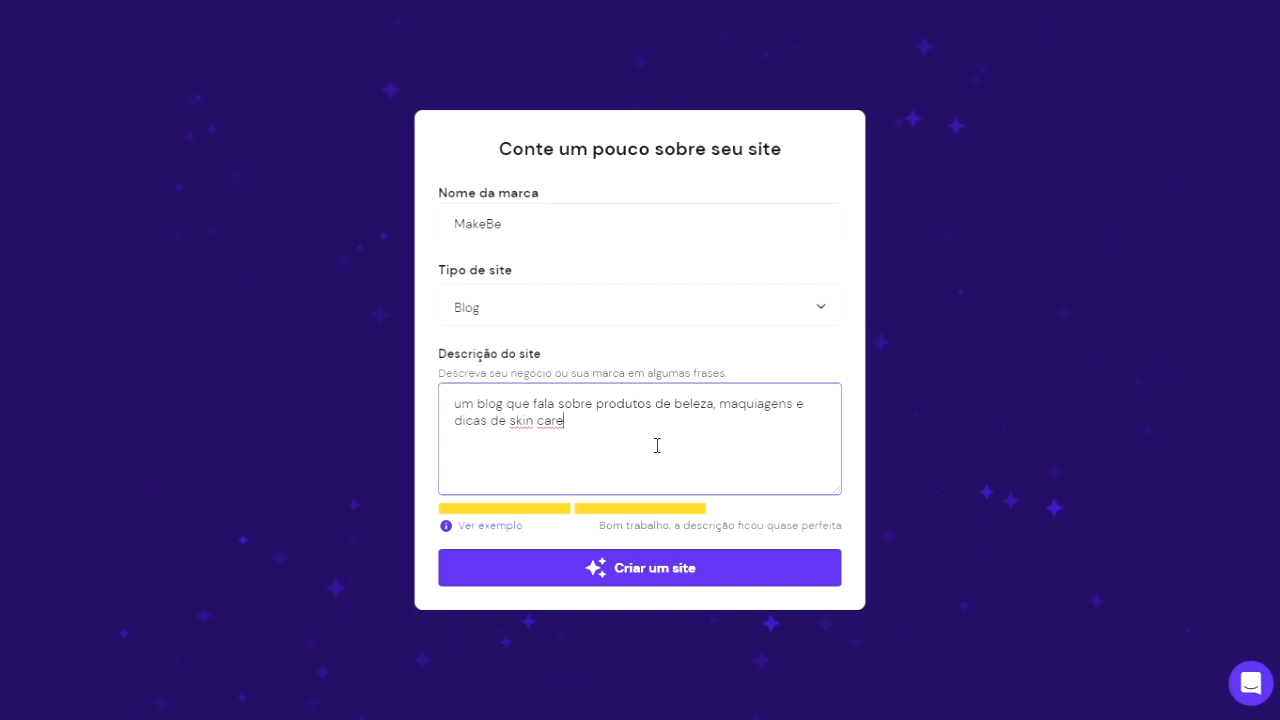 Conte um pouco sobre seu site
Nome da marca
MakeBe
Tipo de site
Blog
Descrição do site
Descreva seu negócio ou sua marca em algumas frases.
um blog que fala sobre produtos de beleza, maquiagens e
dicas de skin care
Ver exemplo
Bom trabalho, a descrição ficou quase perfeita
Criar um site